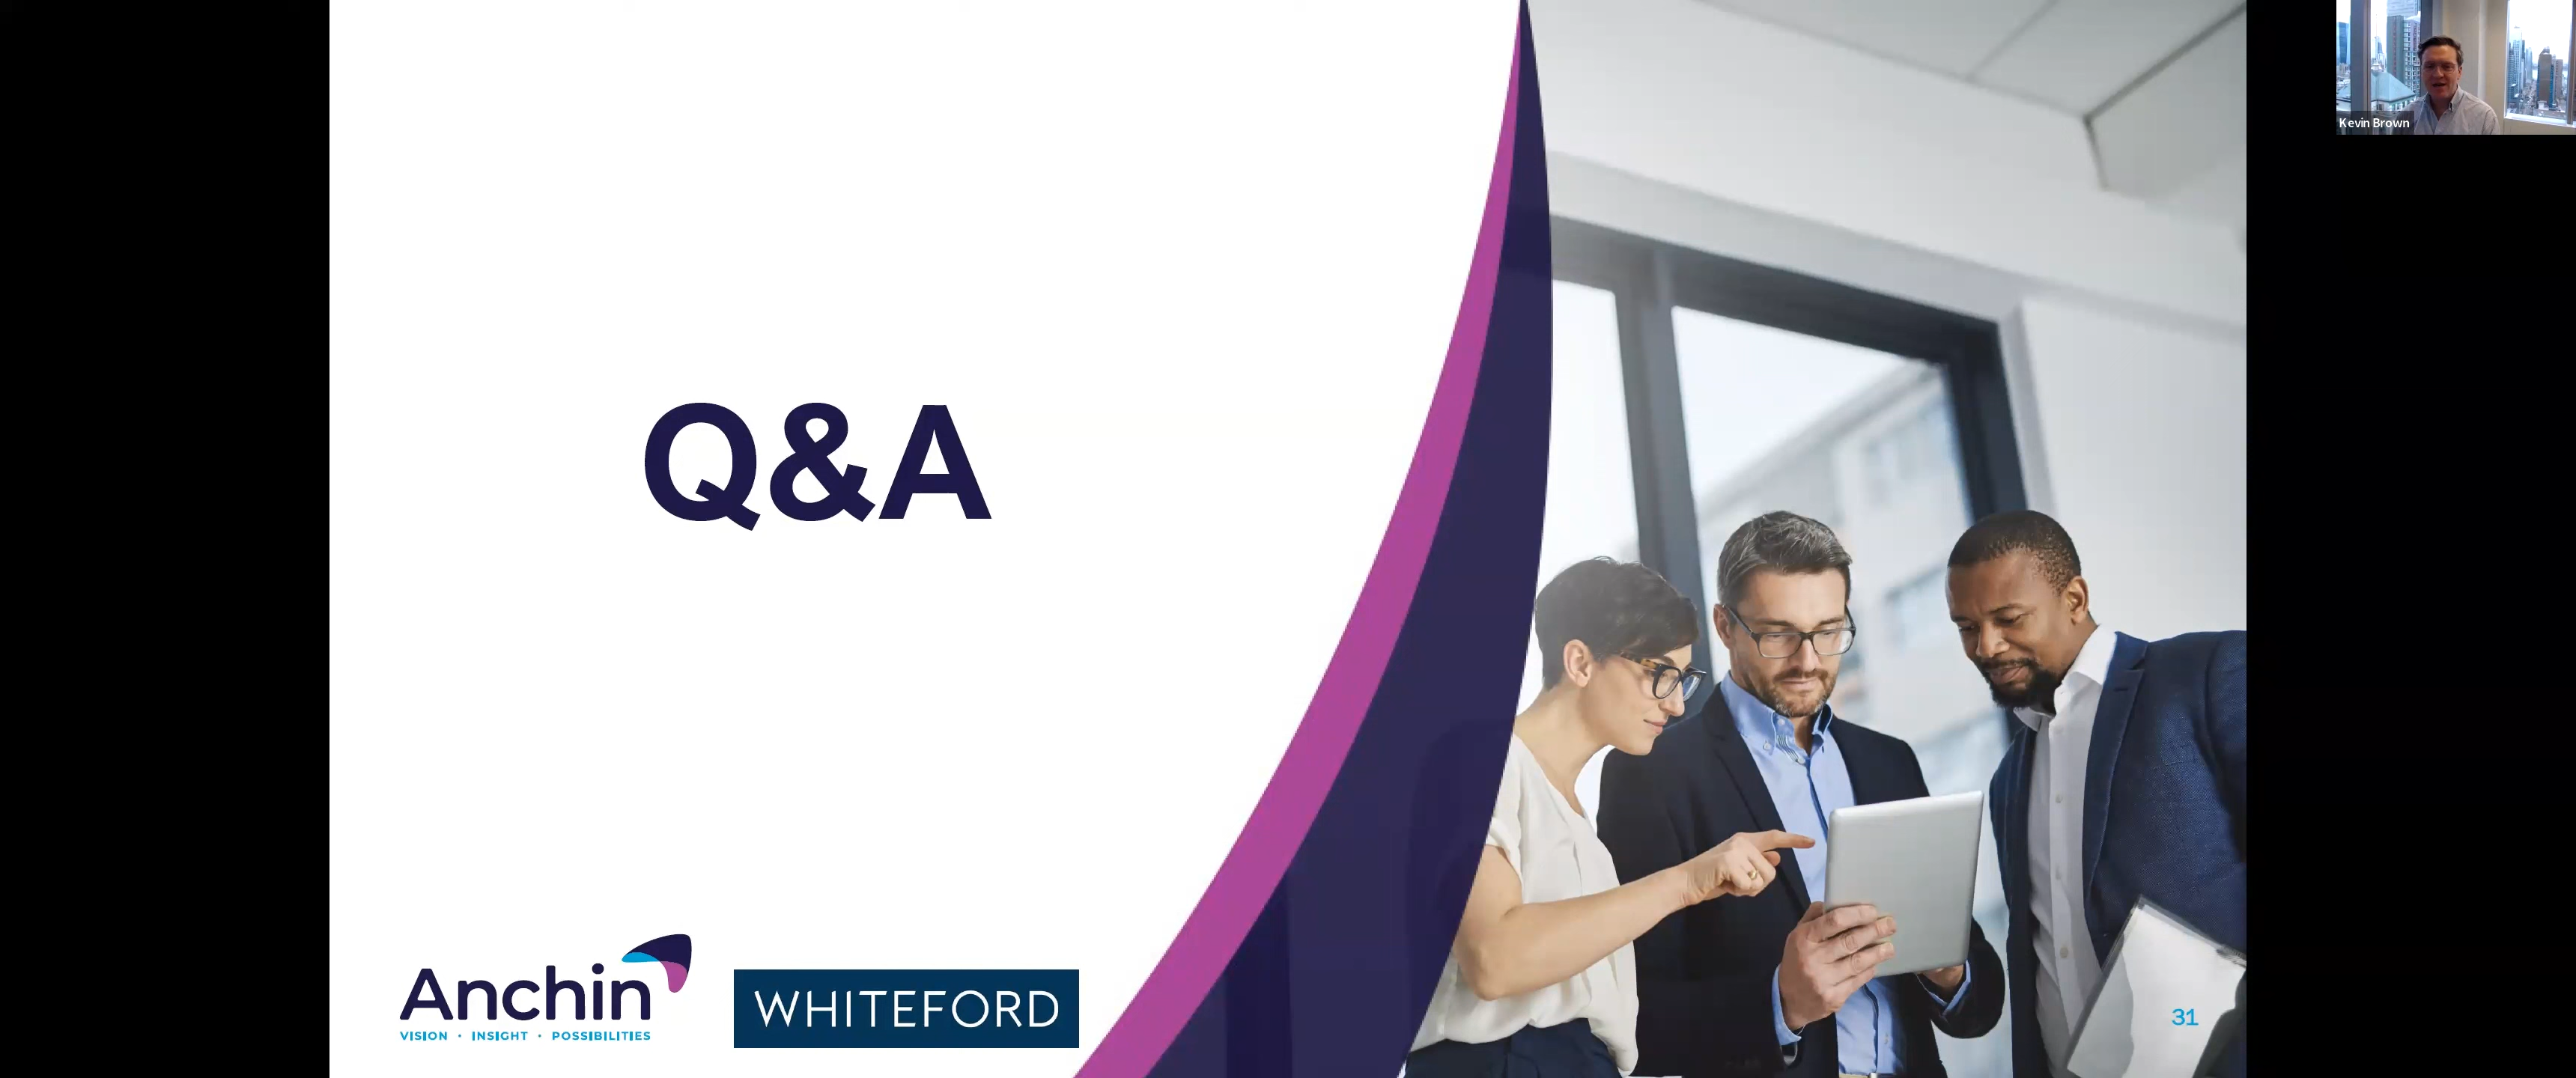 Kevin Brown
Q&A
Anchin
VISION · INSIGHT · POSSIBILITIES
WHITEFORD
31